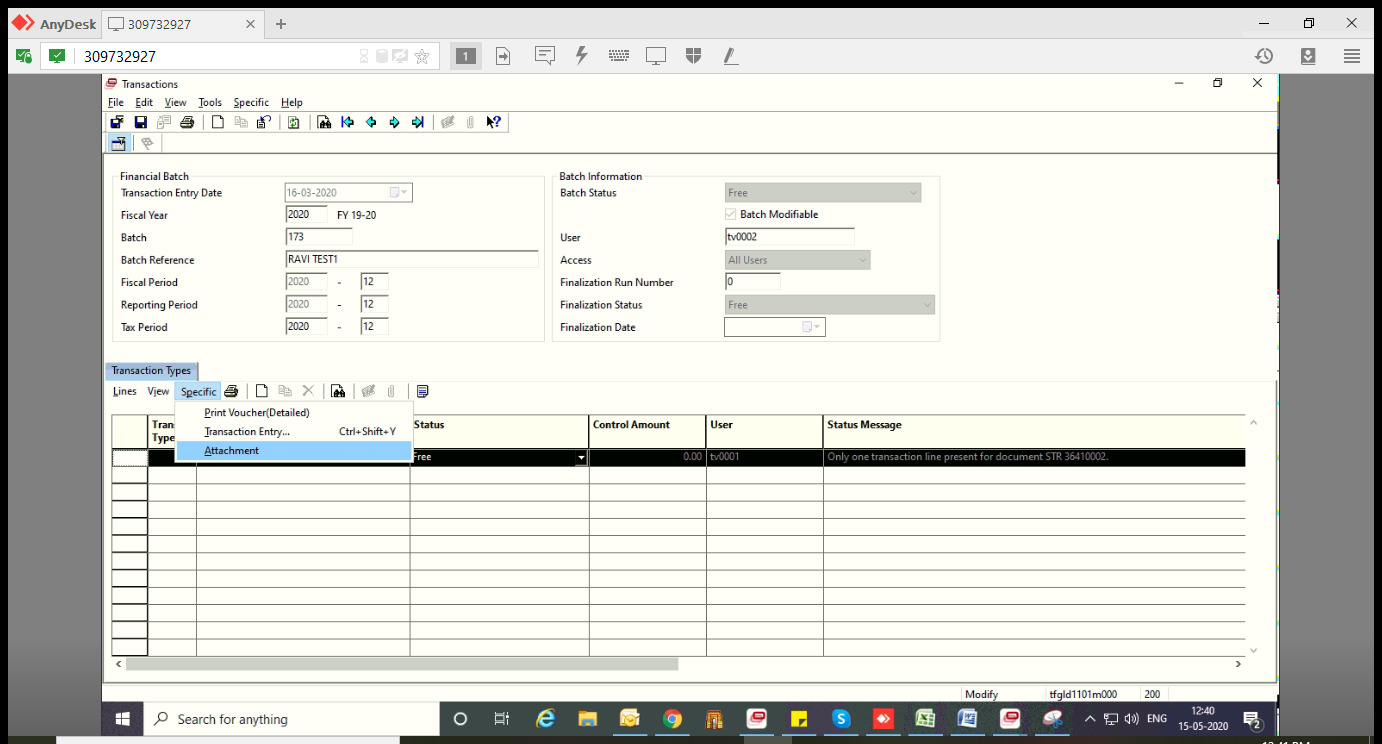 AnyDesk 309732927
309732927 1
Transactions
File Edit View Tools Specific Help
Financial Batch Batch Information
Transaction Entry Date 16-03-2020 Batch Status Free
Fiscal Year 2020 FY 19-20 Batch Modifiable
Batch 173 User tv0002
Batch Reference RAVI TEST1 Access All Users
Fiscal Period 2020 - 12 Finalization Run Number 0
Reporting Period 2020 - 12 Finalization Status Free
Tax Period 2020 - 12 Finalization Date
Transaction Types
Lines View Specific
Print Voucher(Detailed)
Transaction Entry... Ctrl+Shift+Y
Attachment
Tran Status Control Amount User Status Message
Type
Free 0.00 tv0001 Only one transaction line present for document STR 36410002.
Modify tfgld1101m000 200
Search for anything ENG 12:40
15-05-2020 2